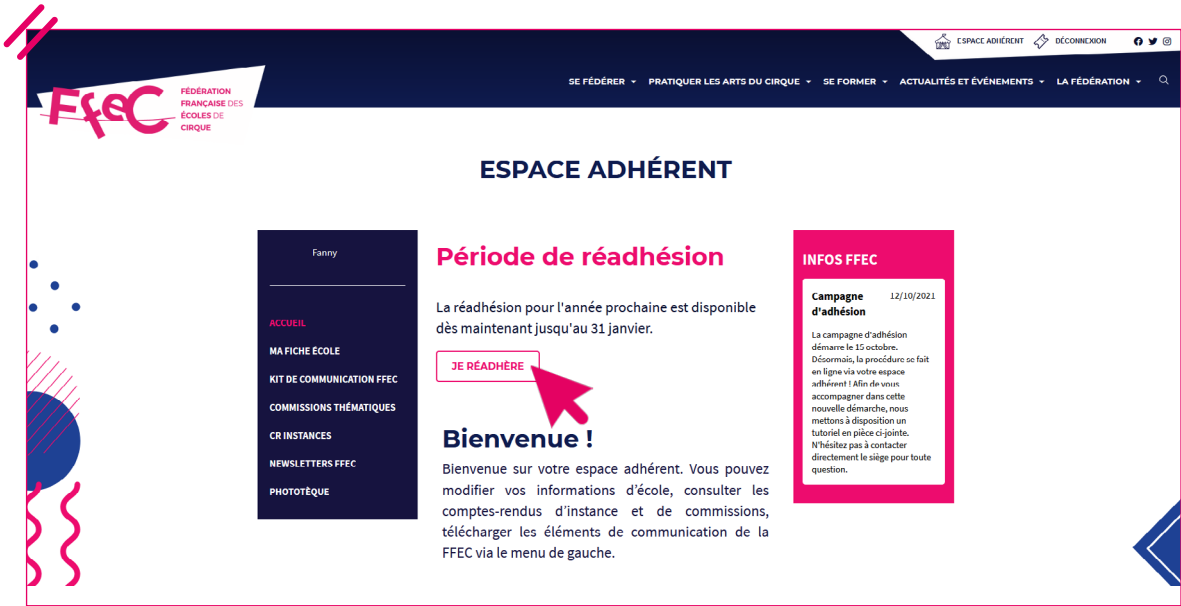 ESPACE ADHÉRENT DÉCONNEXION
SE FÉDÉRER PRATIQUER LES ARTS DU CIRQUE SE FORMER ACTUALITÉS ET ÉVÉNEMENTS LA FÉDÉRATION
FfeC
FÉDÉRATION
FRANÇAISE DES
ÉCOLES DE
CIRQUE
ESPACE ADHÉRENT
Fanny
ACCUEIL
MA FICHE ÉCOLE
KIT DE COMMUNICATION FFEC
COMMISSIONS THÉMATIQUES
CR INSTANCES
NEWSLETTERS FFEC
PHOTOTÈQUE
Période de réadhésion
La réadhésion pour l'année prochaine est disponible
dès maintenant jusqu'au 31 janvier.
JE RÉADHÈRE
Bienvenue !
Bienvenue sur votre espace adhérent. Vous pouvez
modifier vos informations d'école, consulter les
comptes-rendus d'instance et de commissions,
télécharger les éléments de communication de la
FFEC via le menu de gauche.
INFOS FFEC
Campagne 12/10/2021
d'adhésion
La campagne d'adhésion
démarre le 15 octobre.
Désormais, la procédure se fait
en ligne via votre espace
adhérent ! Afin de vous
accompagner dans cette
nouvelle démarche, nous
mettons à disposition un
tutoriel en pièce ci-jointe.
N'hésitez pas à contacter
directement le siège pour toute
question.